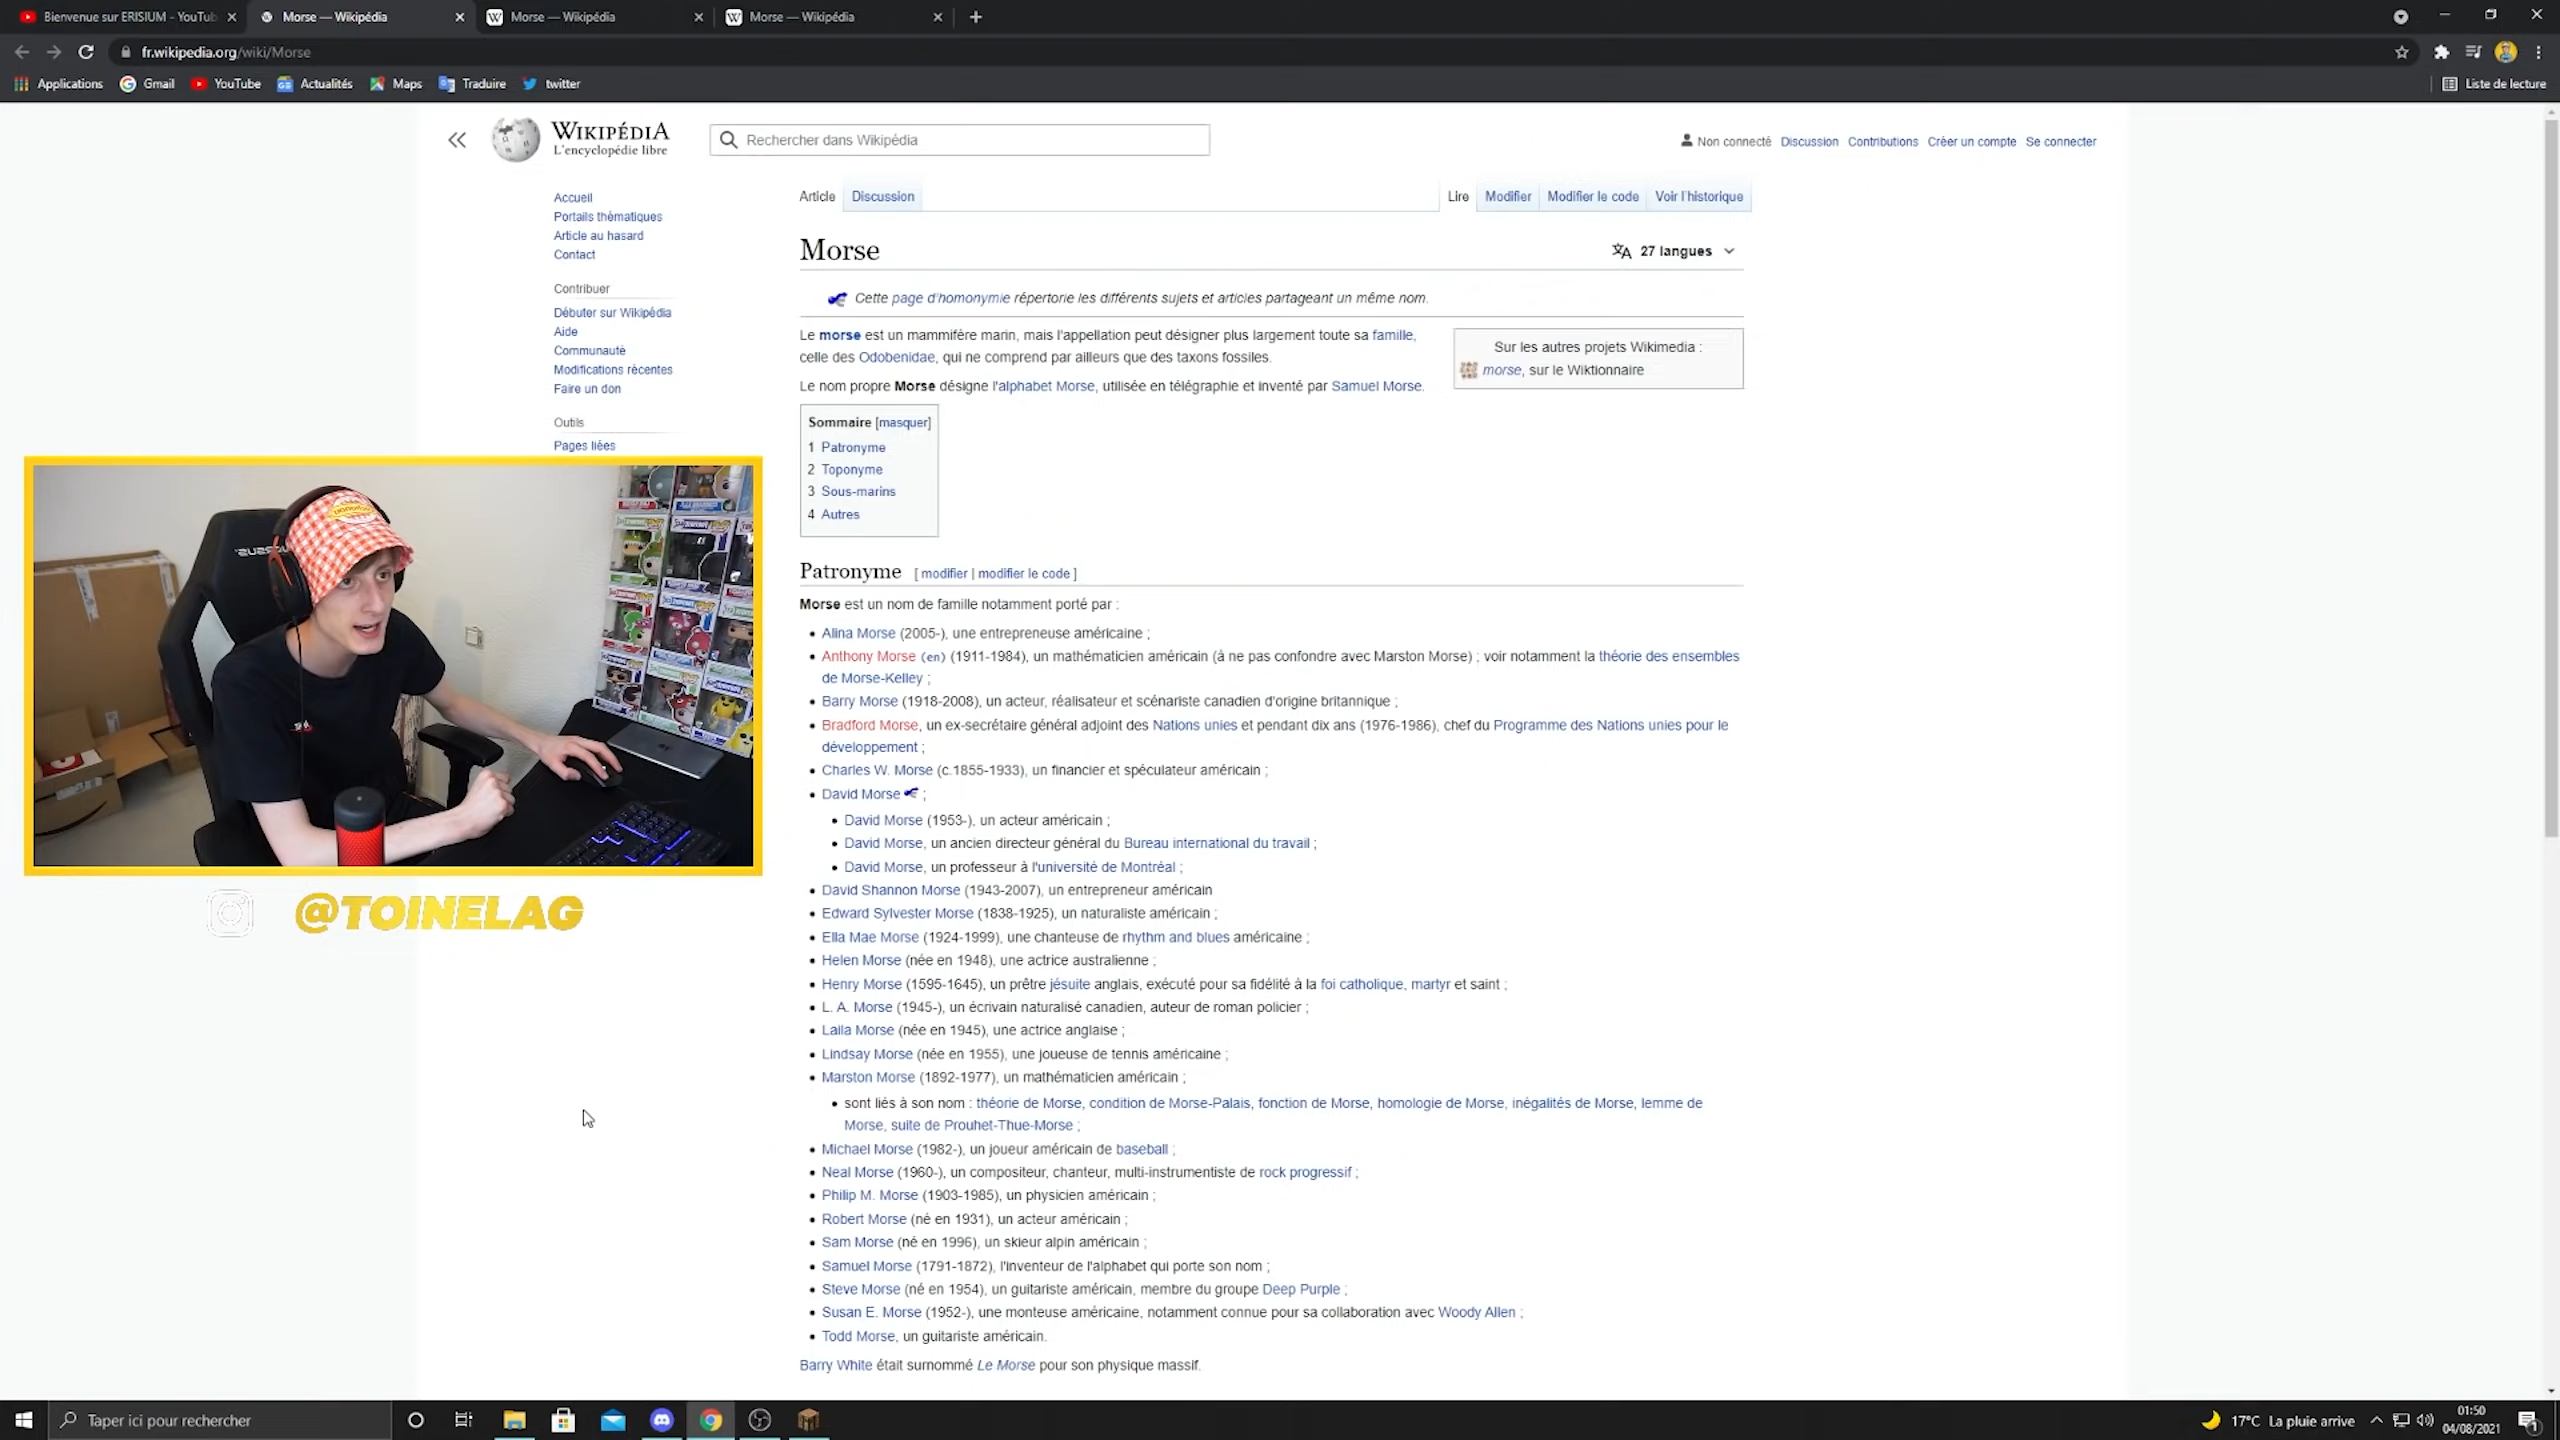 Bienvenue sur ERISIUM - YouTub
Morse — Wikipédia
Morse — Wikipédia
Morse — Wikipédia
fr.wikipedia.org/wiki/Morse
Applications
Gmail
YouTube
Actualités
Maps
Traduire
twitter
Liste de lecture
WIKIPÉDIA
L'encyclopédie libre
Rechercher dans Wikipédia
Non connecté Discussion Contributions Créer un compte Se connecter
Accueil
Portails thématiques
Article au hasard
Contact
Contribuer
Débuter sur Wikipédia
Aide
Communauté
Modifications récentes
Faire un don
Outils
Pages liées
Article Discussion
Lire Modifier Modifier le code Voir l'historique
Morse
27 langues
Cette page d'homonymie répertorie les différents sujets et articles partageant un même nom.
Le morse est un mammifère marin, mais l'appellation peut désigner plus largement toute sa famille,
celle des Odobenidae, qui ne comprend par ailleurs que des taxons fossiles.
Le nom propre Morse désigne l'alphabet Morse, utilisée en télégraphie et inventé par Samuel Morse.
Sur les autres projets Wikimedia :
morse, sur le Wiktionnaire
Sommaire [masquer]
1 Patronyme
2 Toponyme
3 Sous-marins
4 Autres
Patronyme [ modifier | modifier le code ]
Morse est un nom de famille notamment porté par :
Alina Morse (2005-), une entrepreneuse américaine ;
Anthony Morse (en) (1911-1984), un mathématicien américain (à ne pas confondre avec Marston Morse) ; voir notamment la théorie des ensembles
de Morse-Kelley ;
Barry Morse (1918-2008), un acteur, réalisateur et scénariste canadien d'origine britannique ;
Bradford Morse, un ex-secrétaire général adjoint des Nations unies et pendant dix ans (1976-1986), chef du Programme des Nations unies pour le
développement ;
Charles W. Morse (c.1855-1933), un financier et spéculateur américain ;
David Morse ;
David Morse (1953-), un acteur américain ;
David Morse, un ancien directeur général du Bureau international du travail ;
David Morse, un professeur à l'université de Montréal ;
David Shannon Morse (1943-2007), un entrepreneur américain
Edward Sylvester Morse (1838-1925), un naturaliste américain ;
Ella Mae Morse (1924-1999), une chanteuse de rhythm and blues américaine ;
Helen Morse (née en 1948), une actrice australienne ;
Henry Morse (1595-1645), un prêtre jésuite anglais, exécuté pour sa fidélité à la foi catholique, martyr et saint ;
L. A. Morse (1945-), un écrivain naturalisé canadien, auteur de roman policier ;
Laila Morse (née en 1945), une actrice anglaise ;
Lindsay Morse (née en 1955), une joueuse de tennis américaine ;
Marston Morse (1892-1977), un mathématicien américain ;
sont liés à son nom : théorie de Morse, condition de Morse-Palais, fonction de Morse, homologie de Morse, inégalités de Morse, lemme de
Morse, suite de Prouhet-Thue-Morse ;
Michael Morse (1982-), un joueur américain de baseball ;
Neal Morse (1960-), un compositeur, chanteur, multi-instrumentiste de rock progressif ;
Philip M. Morse (1903-1985), un physicien américain ;
Robert Morse (né en 1931), un acteur américain ;
Sam Morse (né en 1996), un skieur alpin américain ;
Samuel Morse (1791-1872), l'inventeur de l'alphabet qui porte son nom ;
Steve Morse (né en 1954), un guitariste américain, membre du groupe Deep Purple ;
Susan E. Morse (1952-), une monteuse américaine, notamment connue pour sa collaboration avec Woody Allen ;
Todd Morse, un guitariste américain.
Barry White était surnommé Le Morse pour son physique massif.
@TOINELAG
Taper ici pour rechercher
17°C La pluie arrive
01:50
04/08/2021